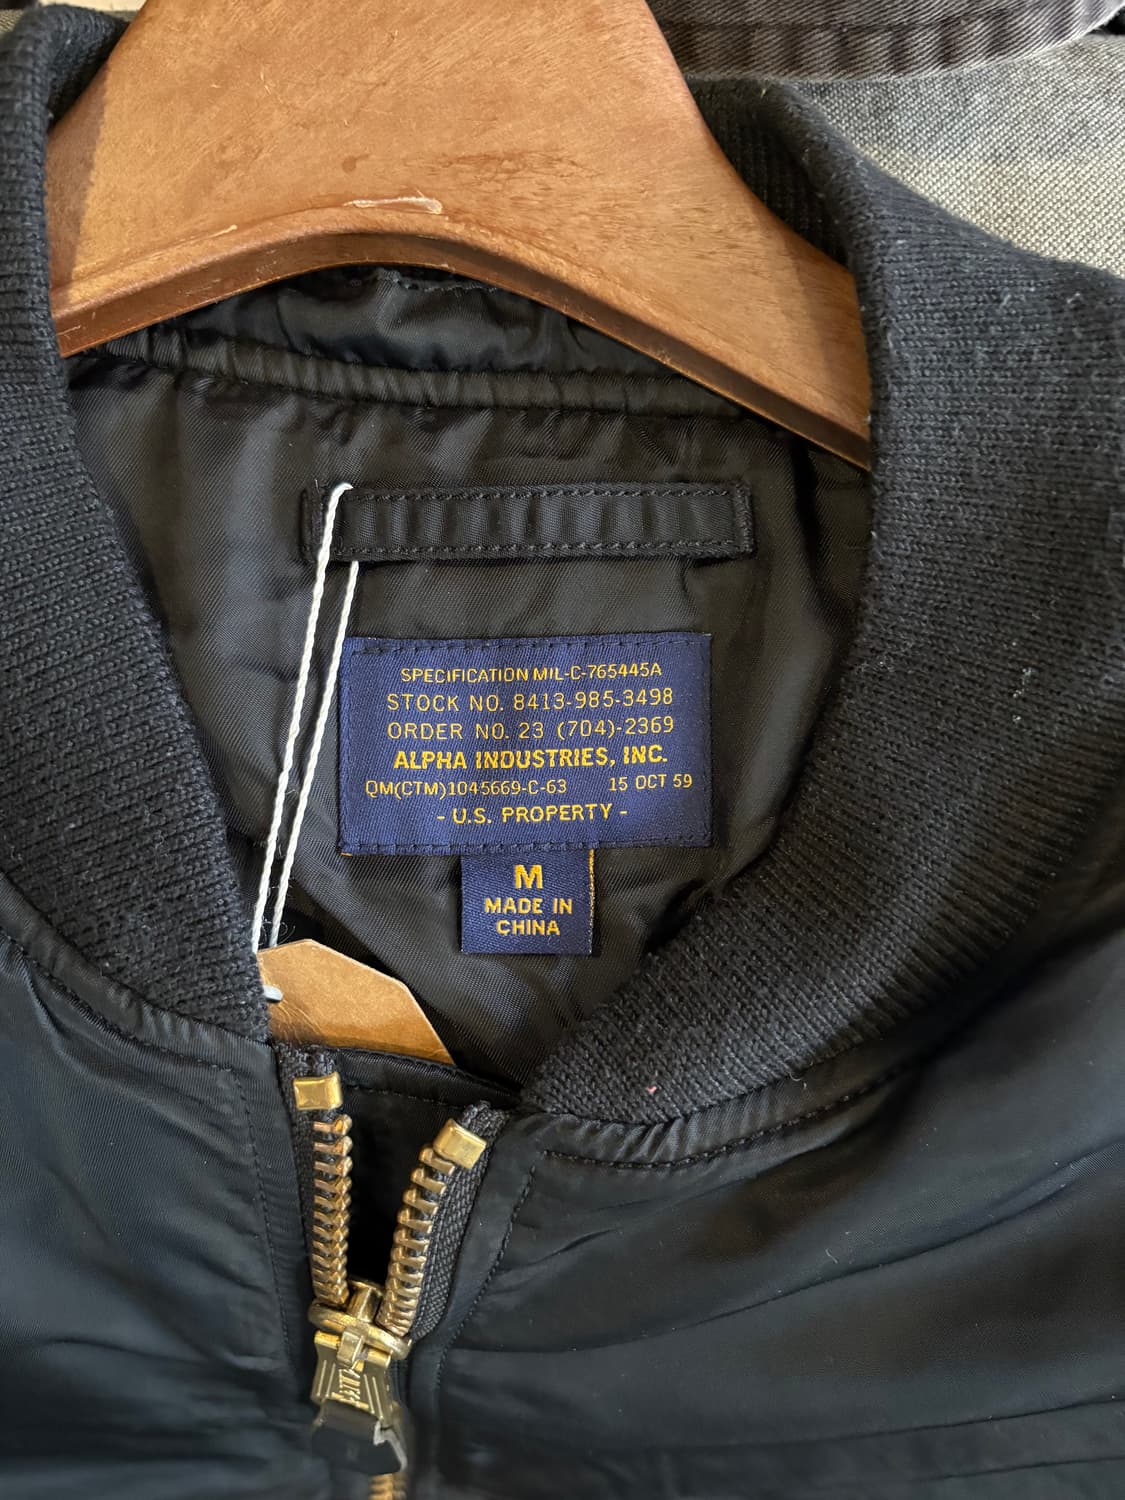 SPECIFICATION MIL-C-765445A
STOCK NO. 8413-985-3498
ORDER NO. 23 (704)-2369
ALPHA INDUSTRIES, INC.
QM(CTM)1045669-C-63 15 OCT 59
- U.S. PROPERTY -
M
MADE IN
CHINA